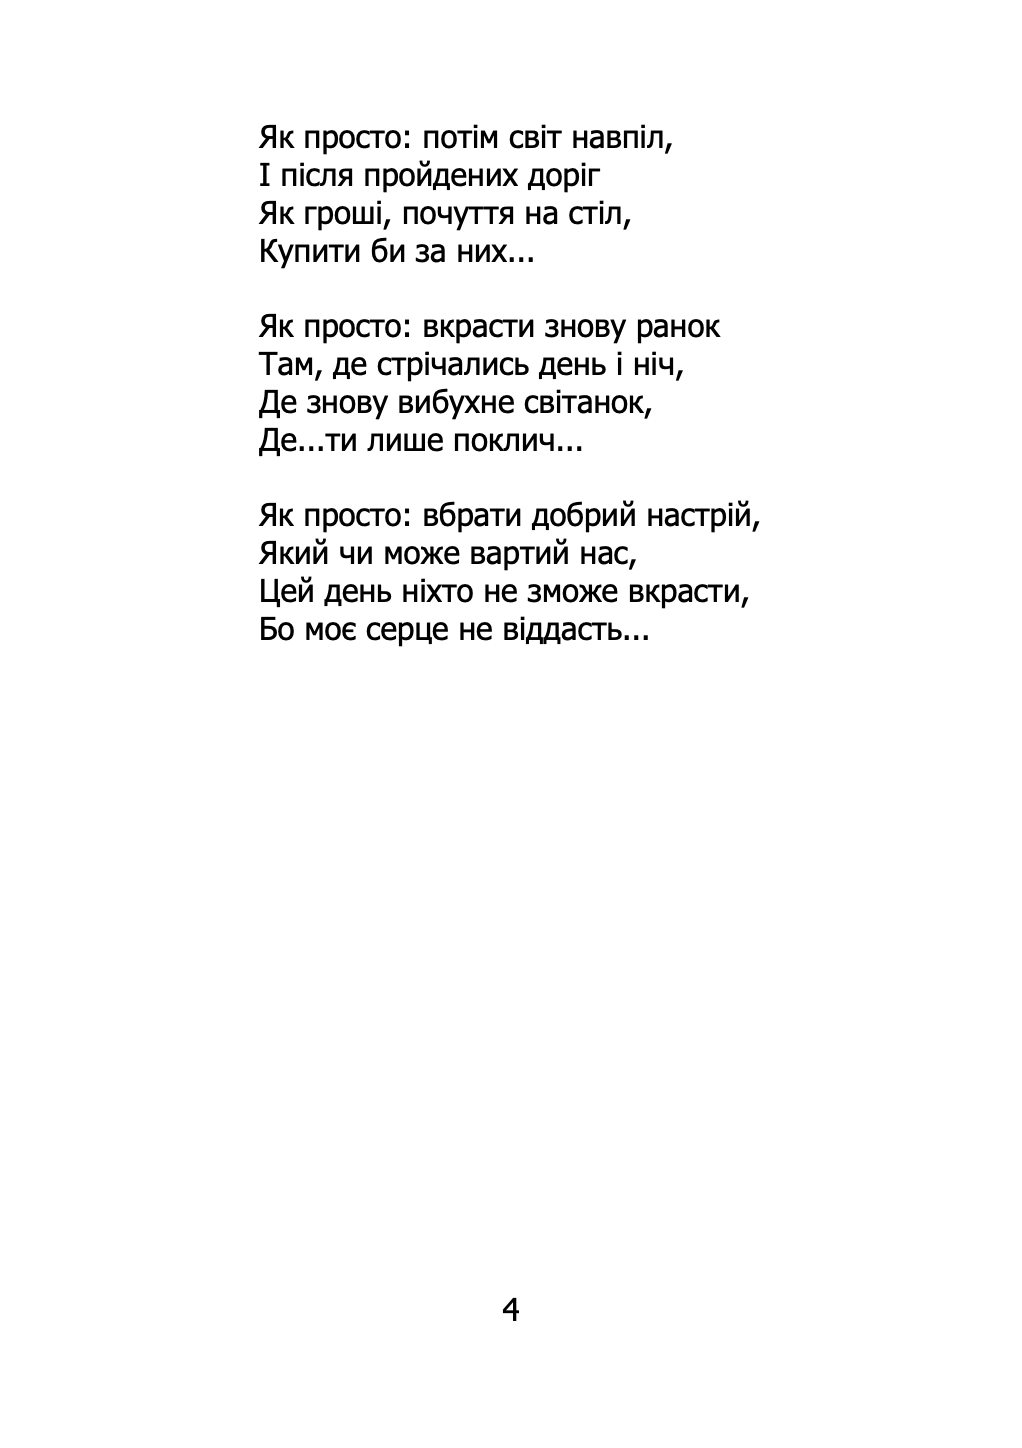 Як просто: потім світ навпіл,
І після пройдених доріг
Як гроші, почуття на стіл,
Купити би за них...

Як просто: вкрасти знову ранок
Там, де стрічались день і ніч,
Де знову вибухне світанок,
Де...ти лише поклич...

Як просто: вбрати добрий настрій,
Який чи може вартий нас,
Цей день ніхто не зможе вкрасти,
Бо моє серце не віддасть...

4